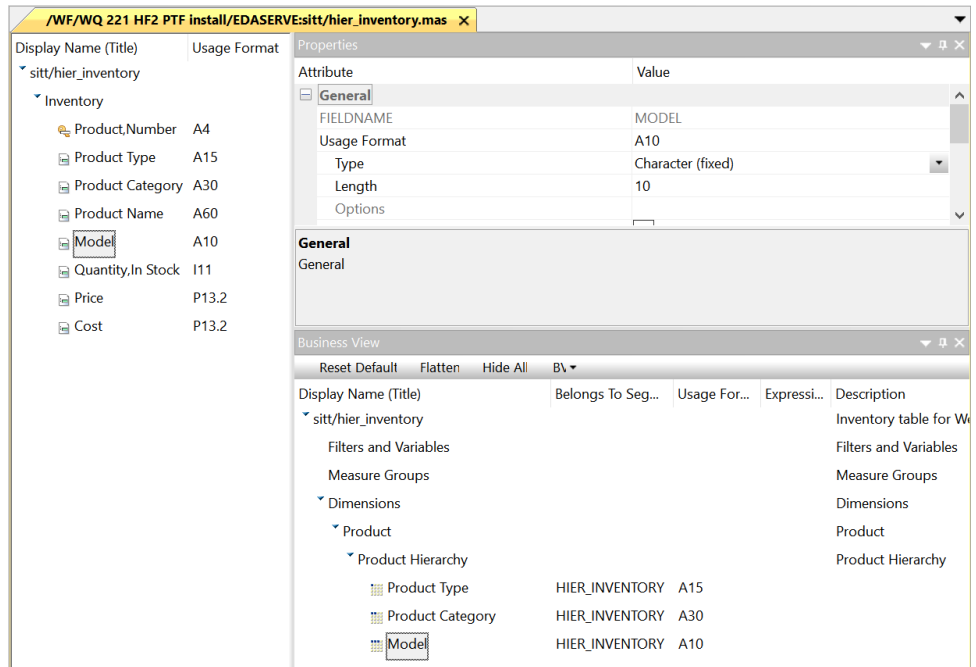 /WF/WQ 221 HF2 PTF install/EDASERVE:sitt/hier_inventory.mas
Display Name (Title) Usage Format
sitt/hier_inventory
Inventory
Product,Number A4
Product Type A15
Product Category A30
Product Name A60
Model A10
Quantity,In Stock I11
Price P13.2
Cost P13.2
Properties
Attribute Value
General
FIELDNAME MODEL
Usage Format A10
Type Character (fixed)
Length 10
Options
General
General
Business View
Reset Default Flatten Hide All BV
Display Name (Title) Belongs To Seg... Usage For... Expressi... Description
sitt/hier_inventory Inventory table for We
Filters and Variables Filters and Variables
Measure Groups Measure Groups
Dimensions Dimensions
Product Product
Product Hierarchy Product Hierarchy
Product Type HIER_INVENTORY A15
Product Category HIER_INVENTORY A30
Model HIER_INVENTORY A10